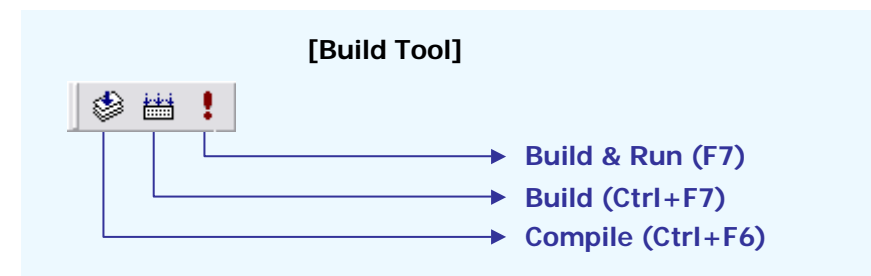 [Build Tool]
Build & Run (F7)
Build (Ctrl+F7)
Compile (Ctrl+F6)